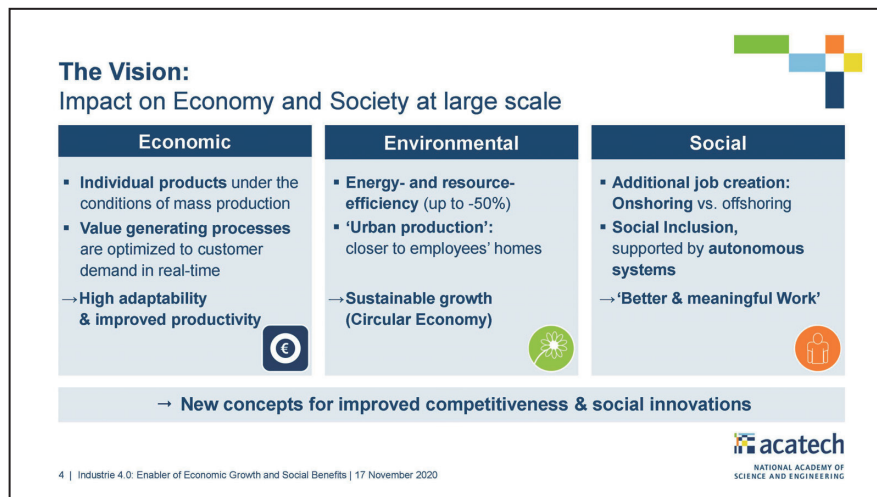 The Vision:
Impact on Economy and Society at large scale
Economic
▪ Individual products under the
conditions of mass production
▪ Value generating processes
are optimized to customer
demand in real-time
→High adaptability
& improved productivity
€
Environmental
▪ Energy- and resource-
efficiency (up to -50%)
▪ 'Urban production':
closer to employees' homes
→Sustainable growth
(Circular Economy)
Social
▪ Additional job creation:
Onshoring vs. offshoring
▪ Social Inclusion,
supported by autonomous
systems
→'Better & meaningful Work'
→ New concepts for improved competitiveness & social innovations
acatech
NATIONAL ACADEMY OF
SCIENCE AND ENGINEERING
4 | Industrie 4.0: Enabler of Economic Growth and Social Benefits | 17 November 2020